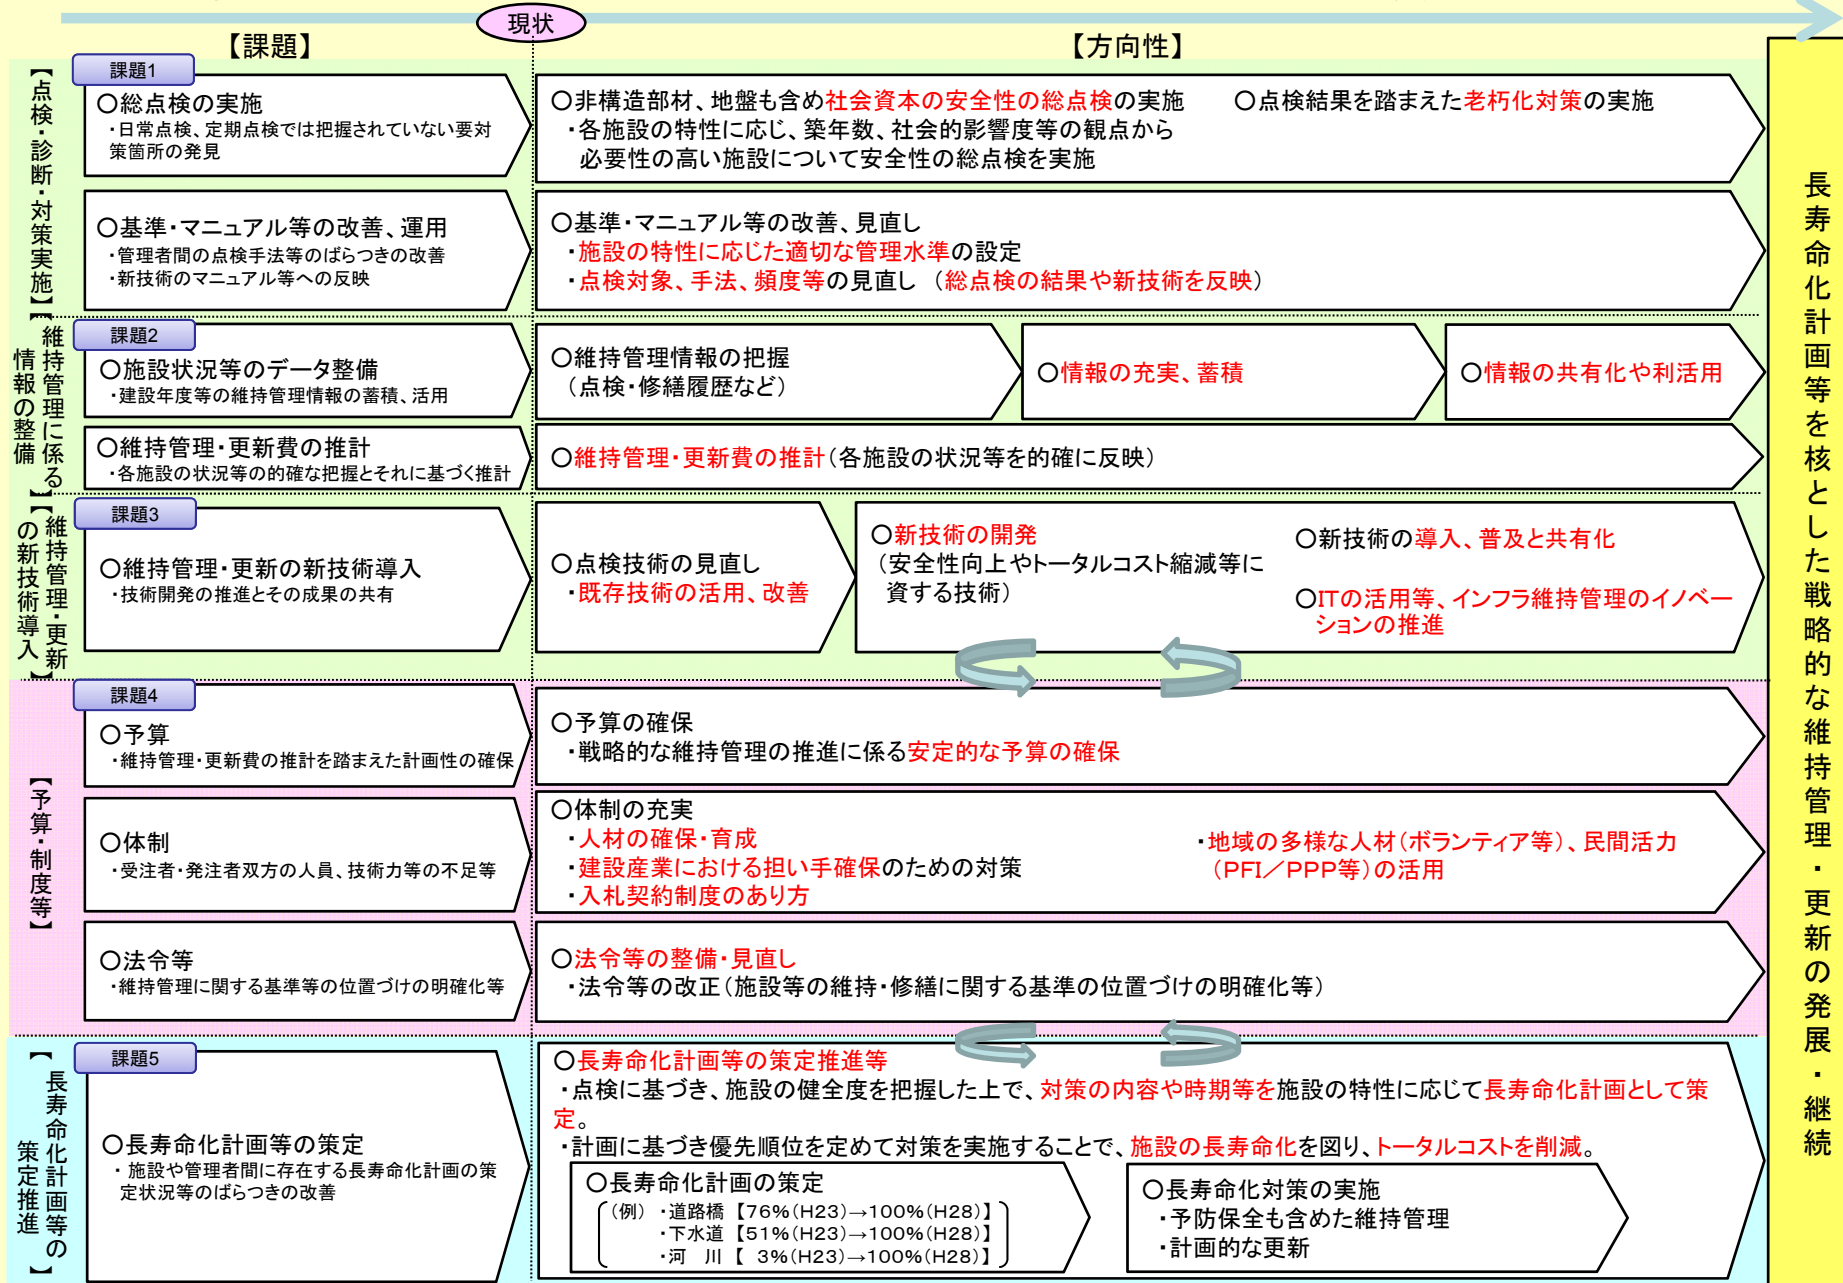 現状
【課題】
【方向性】
【点検・診断・対策実施】
課題1
○総点検の実施
・日常点検、定期点検では把握されていない要対
策箇所の発見
○非構造部材、地盤も含め社会資本の安全性の総点検の実施
・各施設の特性に応じ、築年数、社会的影響度等の観点から
必要性の高い施設について安全性の総点検を実施
○点検結果を踏まえた老朽化対策の実施
○基準・マニュアル等の改善、運用
・管理者間の点検手法等のばらつきの改善
・新技術のマニュアル等への反映
○基準・マニュアル等の改善、見直し
・施設の特性に応じた適切な管理水準の設定
・点検対象、手法、頻度等の見直し （総点検の結果や新技術を反映）
【維持管理に係る
情報の整備】
課題2
○施設状況等のデータ整備
・建設年度等の維持管理情報の蓄積、活用
○維持管理情報の把握
（点検・修繕履歴など）
○情報の充実、蓄積
○情報の共有化や利活用
○維持管理・更新費の推計
・各施設の状況等の的確な把握とそれに基づく推計
○維持管理・更新費の推計（各施設の状況等を的確に反映）
【維持管理・更新
の新技術導入】
課題3
○維持管理・更新の新技術導入
・技術開発の推進とその成果の共有
○点検技術の見直し
・既存技術の活用、改善
○新技術の開発
（安全性向上やトータルコスト縮減等に
資する技術）
○新技術の導入、普及と共有化
○ITの活用等、インフラ維持管理のイノベー
ションの推進
【予算・制度等】
課題4
○予算
・維持管理・更新費の推計を踏まえた計画性の確保
○予算の確保
・戦略的な維持管理の推進に係る安定的な予算の確保
○体制
・受注者・発注者双方の人員、技術力等の不足等
○体制の充実
・人材の確保・育成
・建設産業における担い手確保のための対策
・入札契約制度のあり方
・地域の多様な人材（ボランティア等）、民間活力
（PFI／PPP等）の活用
○法令等
・維持管理に関する基準等の位置づけの明確化等
○法令等の整備・見直し
・法令等の改正（施設等の維持・修繕に関する基準の位置づけの明確化等）
【長寿命化計画等の
策定推進】
課題5
○長寿命化計画等の策定
・施設や管理者間に存在する長寿命化計画の策
定状況等のばらつきの改善
○長寿命化計画等の策定推進等
・点検に基づき、施設の健全度を把握した上で、対策の内容や時期等を施設の特性に応じて長寿命化計画として策
定。
・計画に基づき優先順位を定めて対策を実施することで、施設の長寿命化を図り、トータルコストを削減。
○長寿命化計画の策定
（例） ・道路橋 【76％(H23)→100％(H28)】
・下水道 【51％(H23)→100％(H28)】
・河　川 【 3％(H23)→100％(H28)】
○長寿命化対策の実施
・予防保全も含めた維持管理
・計画的な更新
長寿命化計画等を核とした戦略的な維持管理・更新の発展・継続